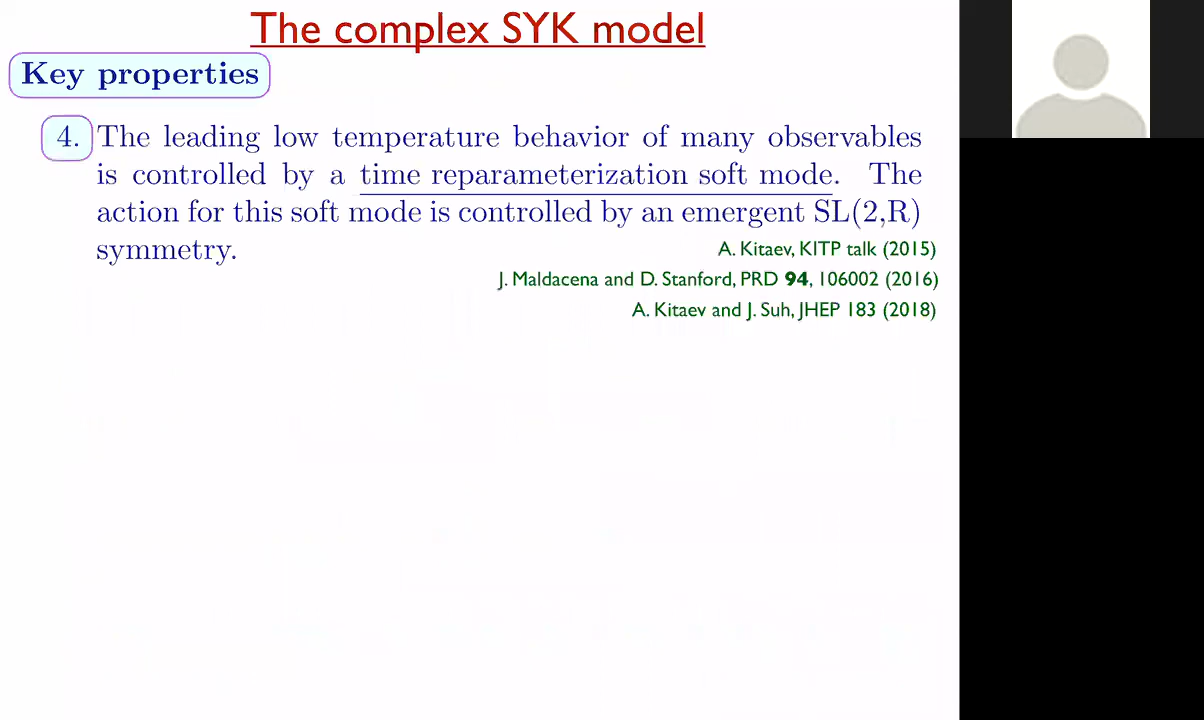 The complex SYK model
Key properties
4. The leading low temperature behavior of many observables
is controlled by a time reparameterization soft mode. The
action for this soft mode is controlled by an emergent SL(2,R)
symmetry.
A. Kitaev, KITP talk (2015)
J. Maldacena and D. Stanford, PRD 94, 106002 (2016)
A. Kitaev and J. Suh, JHEP 183 (2018)